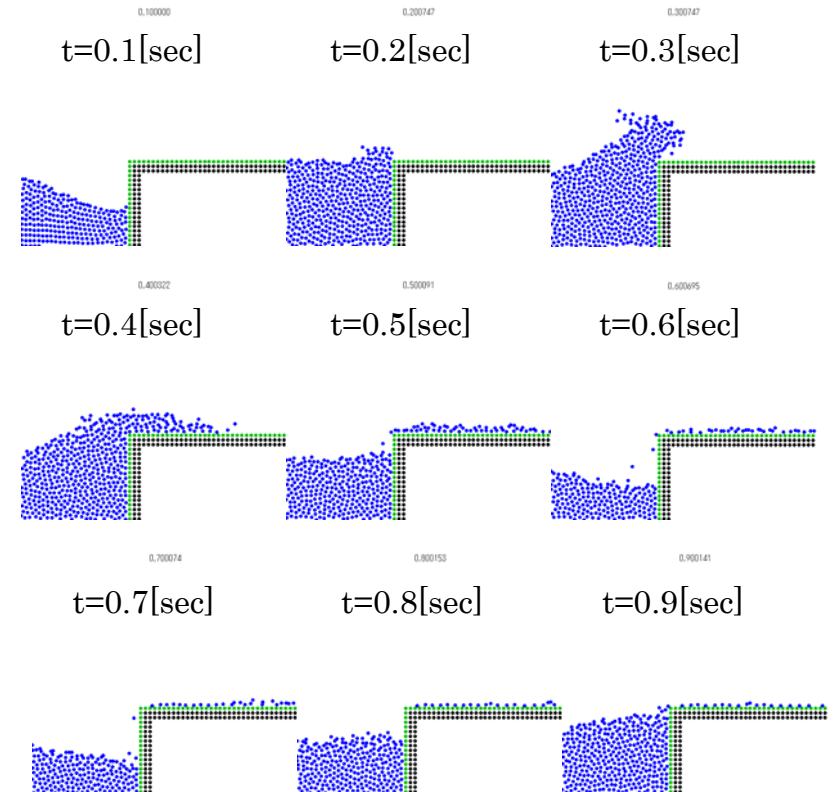 0.100000 0.200747 0.300747
t=0.1[sec] t=0.2[sec] t=0.3[sec]
0.400322 0.500091 0.600695
t=0.4[sec] t=0.5[sec] t=0.6[sec]
0.700074 0.800153 0.900141
t=0.7[sec] t=0.8[sec] t=0.9[sec]